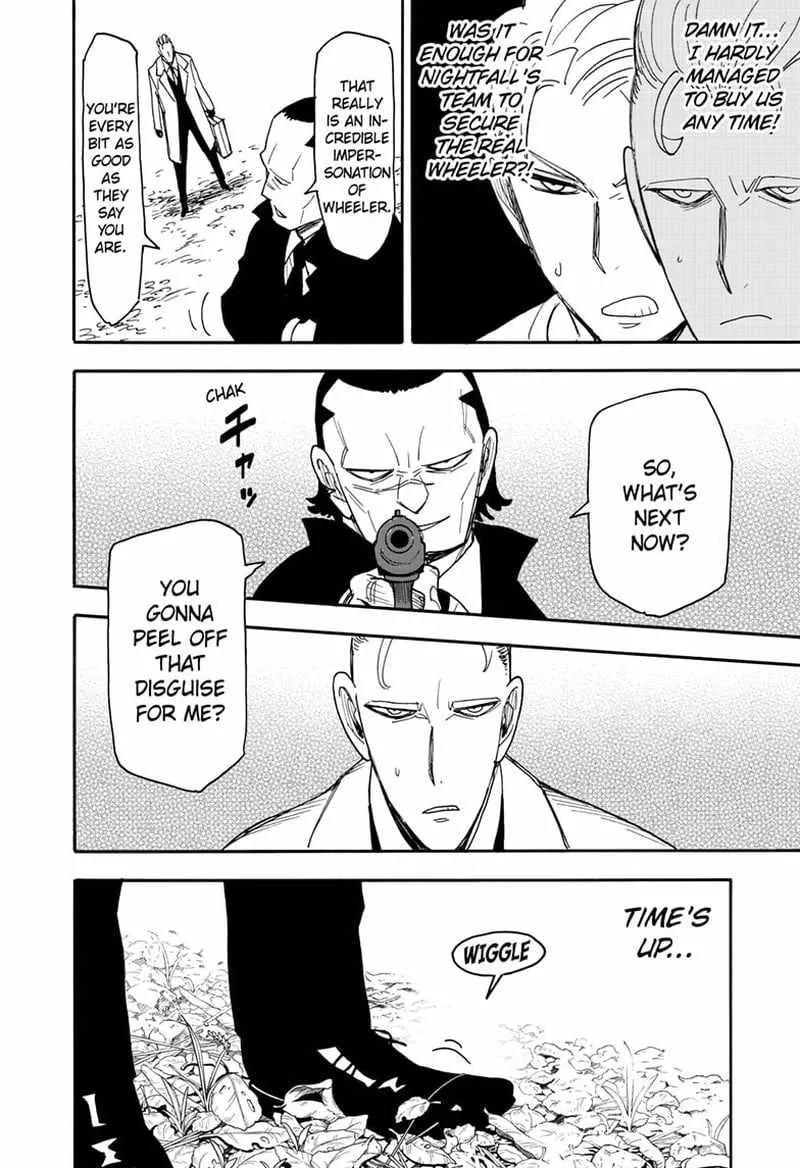 DAMN IT...
I HARDLY
MANAGED
TO BUY US
ANY TIME!
WAS IT
ENOUGH FOR
NIGHTFALL'S
TEAM TO
SECURE
THE REAL
WHEELER?!
THAT
REALLY
IS AN IN-
CREDIBLE
IMPER-
SONATION
OF
WHEELER.
YOU'RE
EVERY
BIT AS
GOOD
AS
THEY
SAY
YOU
ARE.
CHAK
チャッ
SO,
WHAT'S
NEXT
NOW?
YOU
GONNA
PEEL OFF
THAT
DISGUISE
FOR ME?
TIME'S
UP...
WIGGLE